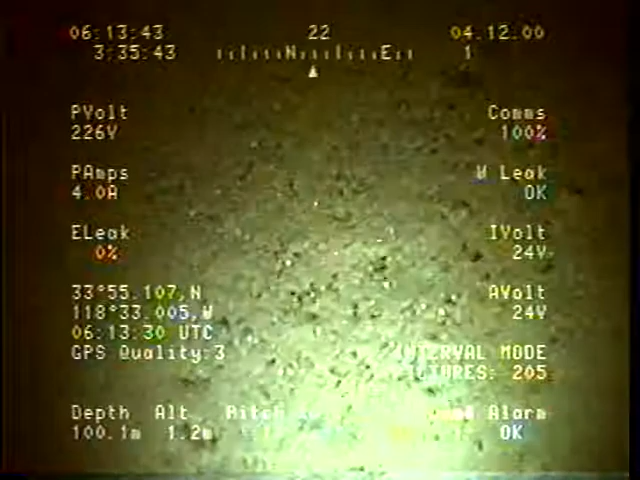 06:13:43 22 04.12.00
3:35:43 N E 1
PVolt Comms
226V 100%
PAmps W Leak
4.0A OK
ELeak IVolt
0% 24V
33°55.107,N AVolt
118°33.005,W 24V
06:13:30 UTC
GPS Quality:3 INTERVAL MODE
PICTURES: 205
Depth Alt Pitch Alarm
100.1m 1.2m OK